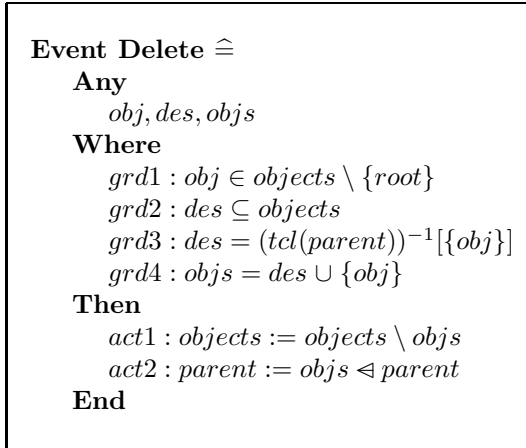 Event Delete ≙
Any
obj, des, objs
Where
grd1 : obj ∈ objects \ {root}
grd2 : des ⊆ objects
grd3 : des = (tcl(parent))⁻¹[{obj}]
grd4 : objs = des ∪ {obj}
Then
act1 : objects := objects \ objs
act2 : parent := objs ⩤ parent
End